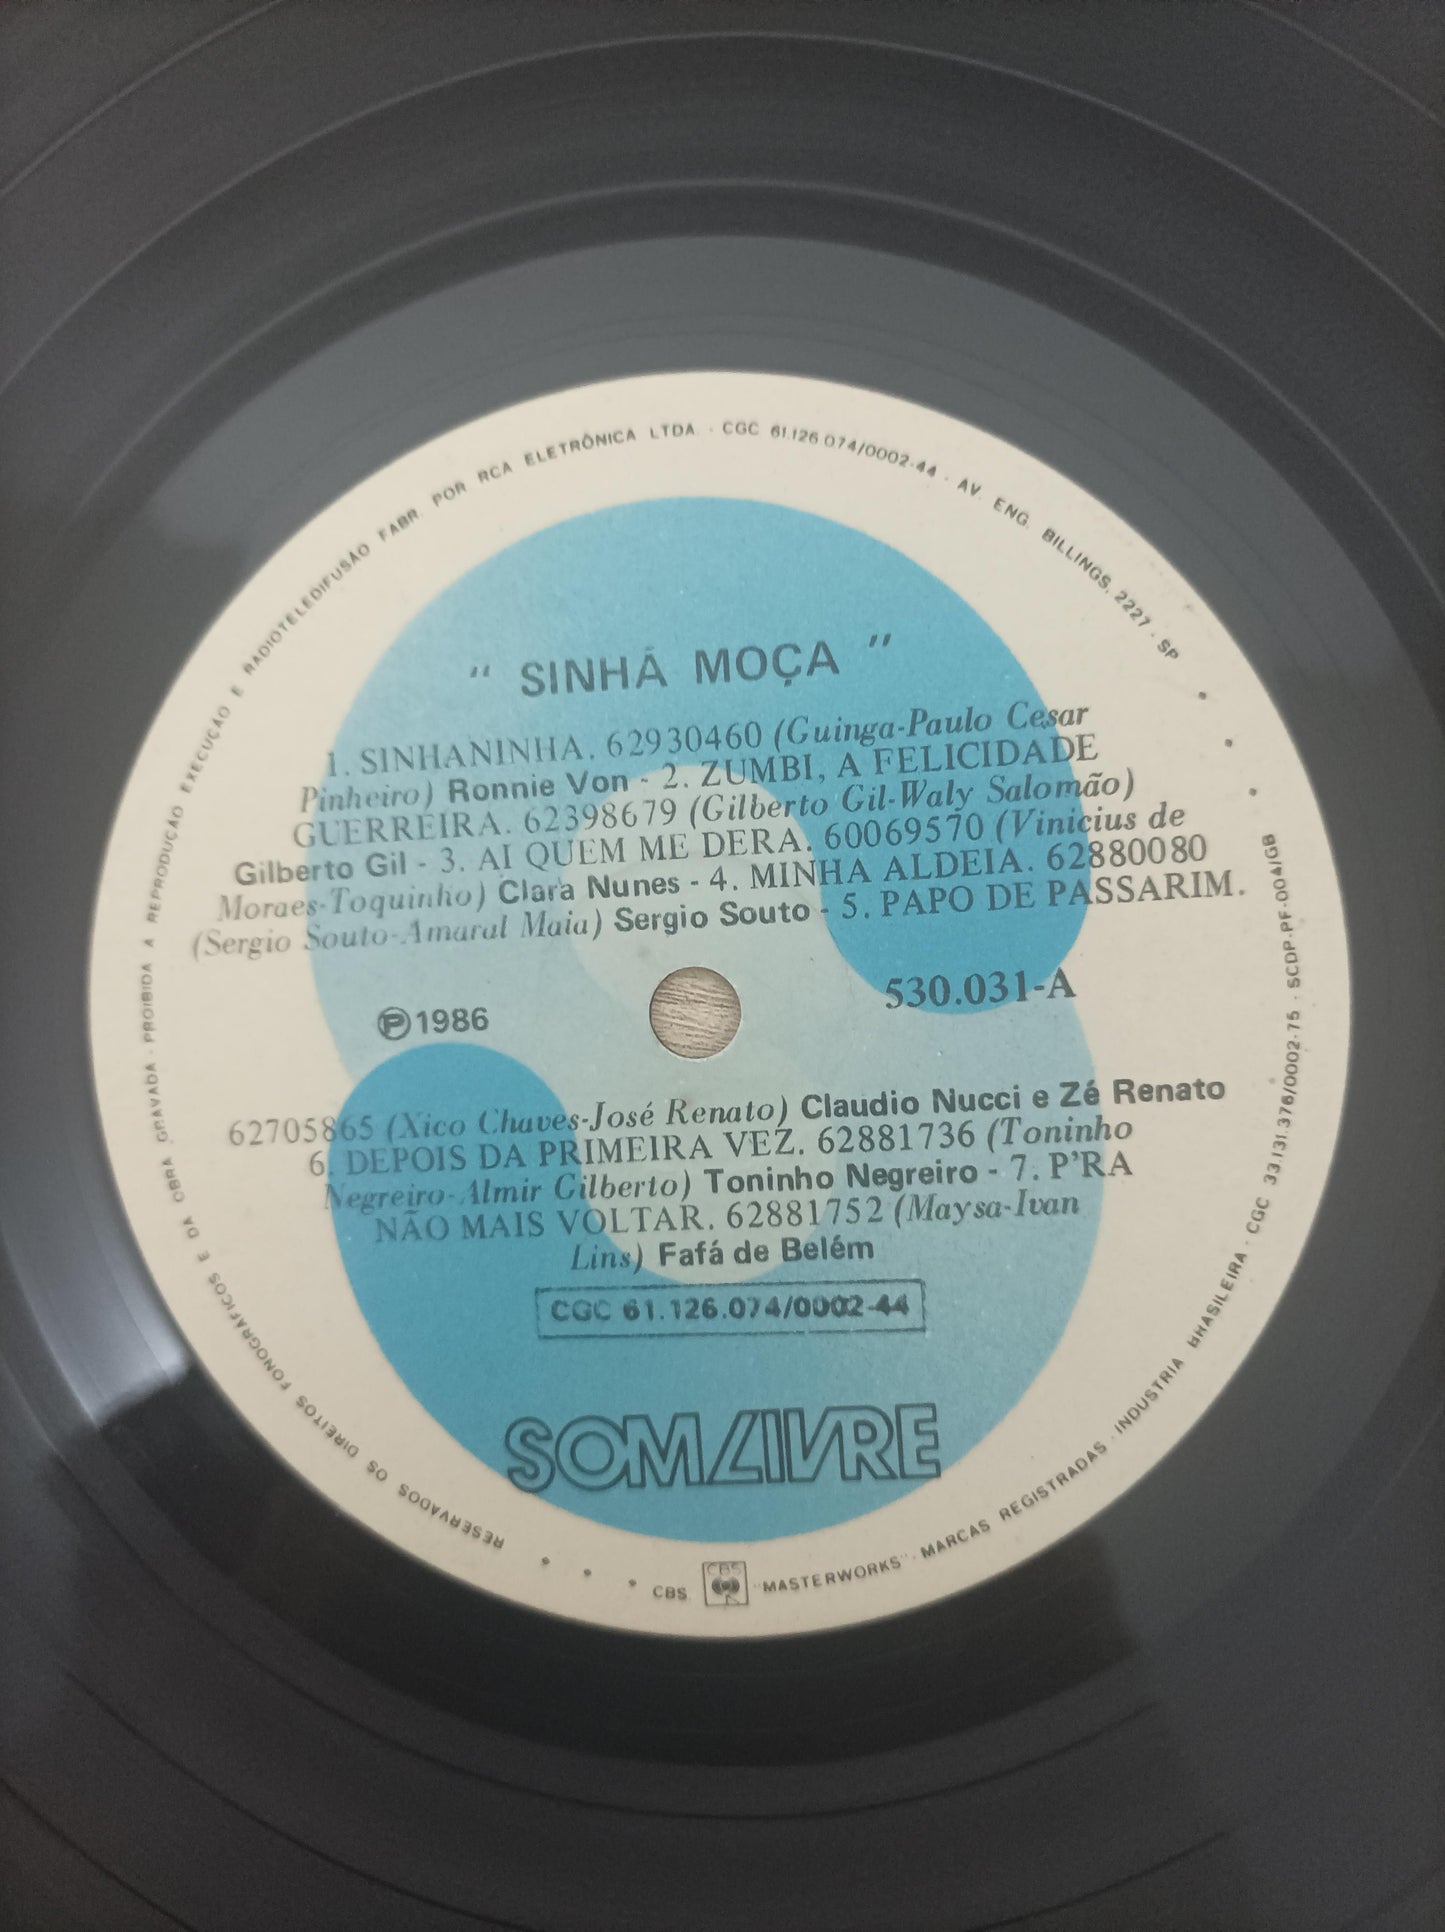 " SINHÁ MOÇA "
1. SINHANINHA. 62930460 (Guinga-Paulo Cesar
Pinheiro) Ronnie Von - 2. ZUMBI, A FELICIDADE
GUERREIRA. 62398679 (Gilberto Gil-Waly Salomão)
Gilberto Gil - 3. AI QUEM ME DERA. 60069570 (Vinicius de
Moraes-Toquinho) Clara Nunes - 4. MINHA ALDEIA. 62880080
(Sergio Souto-Amaral Maia) Sergio Souto - 5. PAPO DE PASSARIM.
℗ 1986
530.031-A
62705865 (Xico Chaves-José Renato) Claudio Nucci e Zé Renato
6. DEPOIS DA PRIMEIRA VEZ. 62881736 (Toninho
Negreiro-Almir Gilberto) Toninho Negreiro - 7. P'RA
NÃO MAIS VOLTAR. 62881752 (Maysa-Ivan
Lins) Fafá de Belém
CGC 61.126.074/0002-44
SOM LIVRE
RESERVADOS OS DIREITOS FONOGRAFICOS E DA OBRA GRAVADA · PROIBIDA A REPRODUÇÃO EXECUÇÃO E RADIOTELEDIFUSÃO FABR. POR RCA ELETRÔNICA LTDA. · CGC 61.126.074/0002-44 · AV. ENG. BILLINGS, 2227 · SP
CBS CBS "MASTERWORKS" · MARCAS REGISTRADAS · INDUSTRIA BRASILEIRA · CGC 33.131.376/0002-75 · SCDP-PF-004/GB